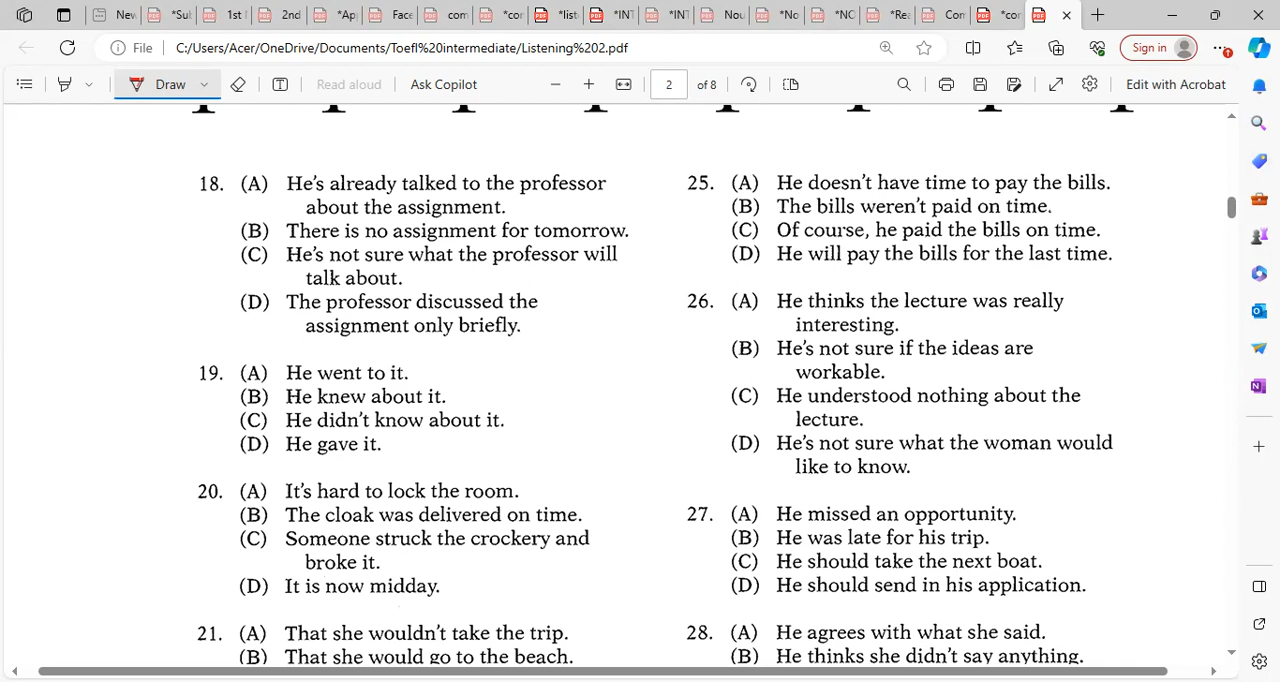 New
*Sul
1st
2nd
*Ap
Face
com
*cor
*list
*INT
*INT
Nou
*No
*NO
*Rea
Com
*cor
File
C:/Users/Acer/OneDrive/Documents/Toefl%20intermediate/Listening%202.pdf
Sign in
Draw
Read aloud
Ask Copilot
2
of 8
Edit with Acrobat
18. (A) He's already talked to the professor
about the assignment.
(B) There is no assignment for tomorrow.
(C) He's not sure what the professor will
talk about.
(D) The professor discussed the
assignment only briefly.
19. (A) He went to it.
(B) He knew about it.
(C) He didn't know about it.
(D) He gave it.
20. (A) It's hard to lock the room.
(B) The cloak was delivered on time.
(C) Someone struck the crockery and
broke it.
(D) It is now midday.
21. (A) That she wouldn't take the trip.
(B) That she would go to the beach.
25. (A) He doesn't have time to pay the bills.
(B) The bills weren't paid on time.
(C) Of course, he paid the bills on time.
(D) He will pay the bills for the last time.
26. (A) He thinks the lecture was really
interesting.
(B) He's not sure if the ideas are
workable.
(C) He understood nothing about the
lecture.
(D) He's not sure what the woman would
like to know.
27. (A) He missed an opportunity.
(B) He was late for his trip.
(C) He should take the next boat.
(D) He should send in his application.
28. (A) He agrees with what she said.
(B) He thinks she didn't say anything.